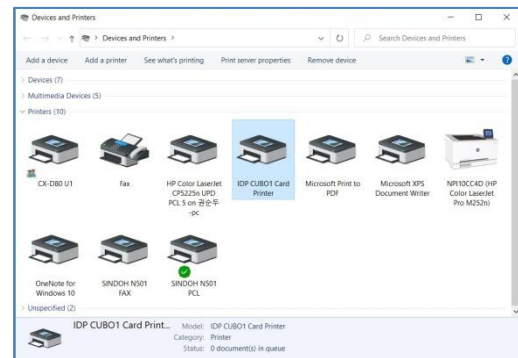 Devices and Printers
Devices and Printers
Search Devices and Printers
Add a device Add a printer See what's printing Print server properties Remove device
Devices (7)
Multimedia Devices (5)
Printers (10)
CX-D80 U1
Fax
HP Color LaserJet
CP5225n UPD
PCL 5 on 권순두
-pc
IDP CUBO1 Card
Printer
Microsoft Print to
PDF
Microsoft XPS
Document Writer
NPI10CC4D (HP
Color LaserJet
Pro M252n)
OneNote for
Windows 10
SINDOH N501
FAX
SINDOH N501
PCL
Unspecified (2)
IDP CUBO1 Card Print... Model: IDP CUBO1 Card Printer
Category: Printer
Status: 0 document(s) in queue